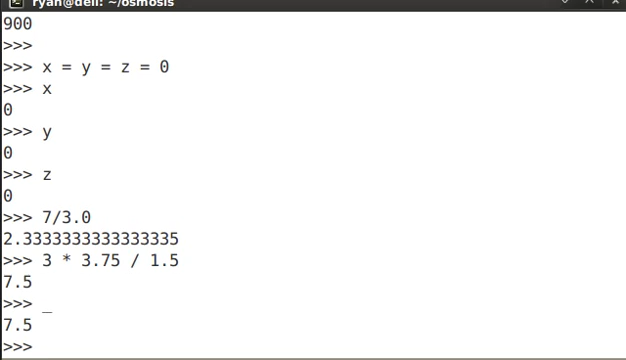 ryan@dell: ~/osmosis
900
>>>
>>> x = y = z = 0
>>> x
0
>>> y
0
>>> z
0
>>> 7/3.0
2.3333333333333335
>>> 3 * 3.75 / 1.5
7.5
>>> _
7.5
>>>